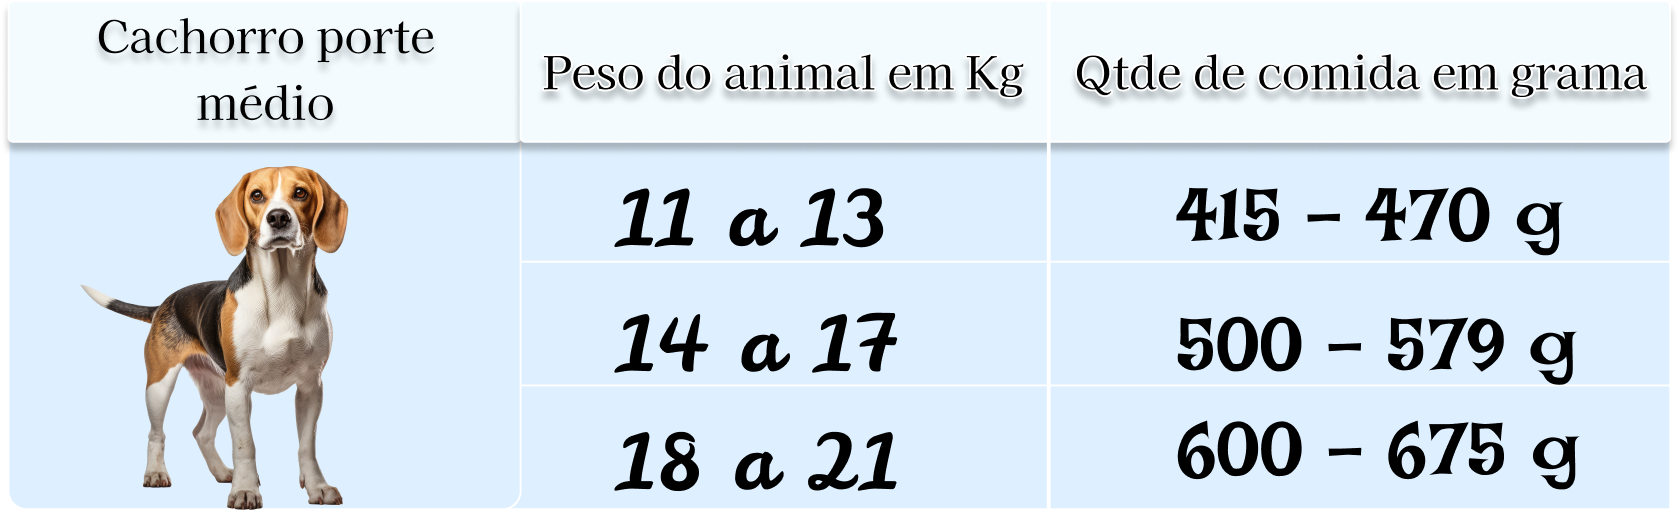 Cachorro porte
médio
Peso do animal em Kg
Qtde de comida em grama
11 a 13
415 – 470 g
14 a 17
500 – 579 g
18 a 21
600 – 675 g